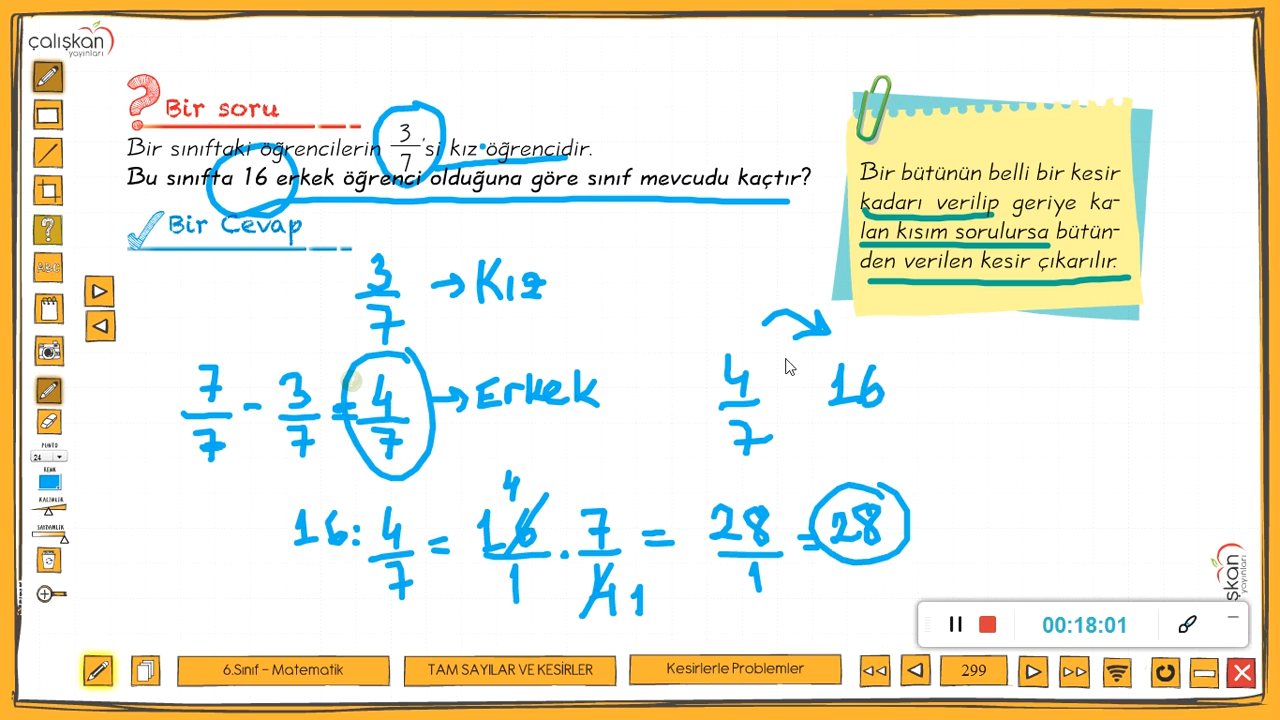 çalışkan
yayınları
Bir soru
Bir sınıftaki öğrencilerin 3/7 'si kız öğrencidir.
Bu sınıfta 16 erkek öğrenci olduğuna göre sınıf mevcudu kaçtır?
Bir Cevap
Bir bütünün belli bir kesir
kadarı verilip geriye ka-
lan kısım sorulursa bütün-
den verilen kesir çıkarılır.
3/7 → Kız
7/7 - 3/7 = 4/7 → Erkek
4/7 16
16 : 4/7 = 16/1 . 7/4 = 28/1 = 28
4
1
ABC
PUNTO
24
RENK
KALINLIK
SAYDAMLIK
şkan
yayınları
00:18:01
6.Sınıf – Matematik
TAM SAYILAR VE KESİRLER
Kesirlerle Problemler
299